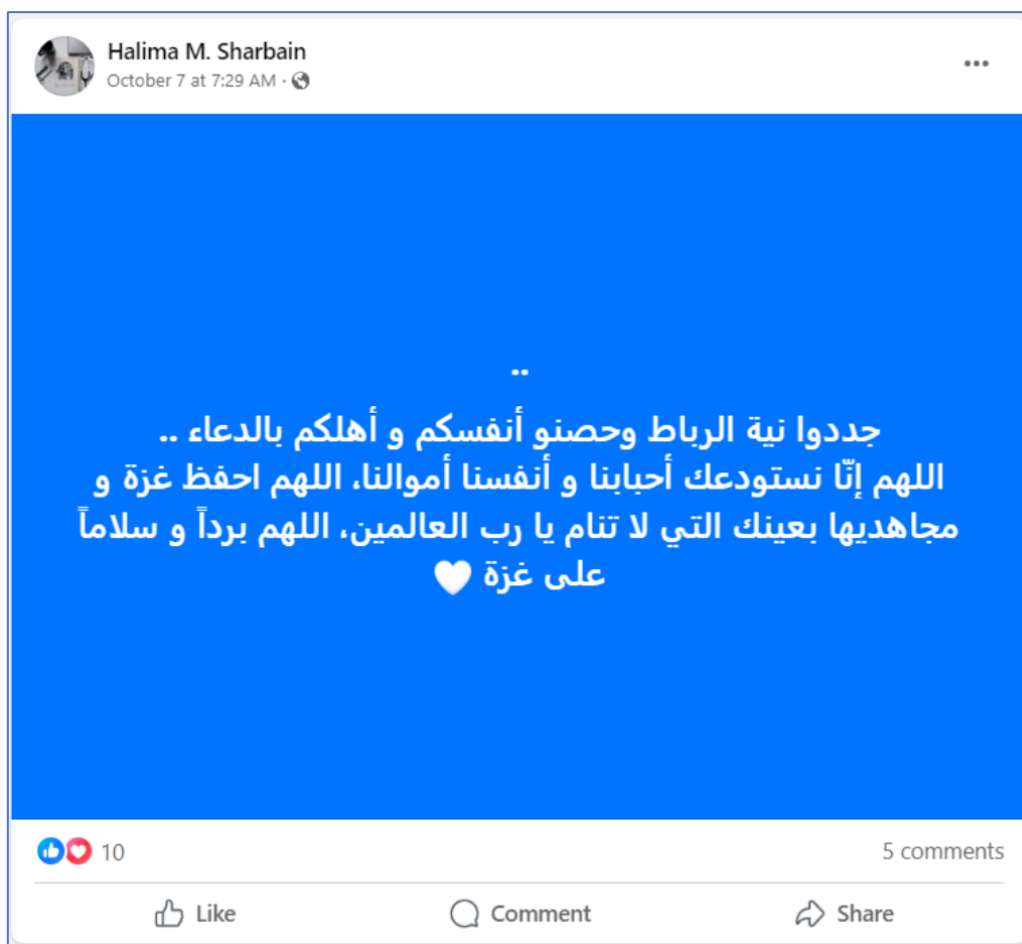 Halima M. Sharbain
October 7 at 7:29 AM ·
..
جددوا نية الرباط وحصنو أنفسكم و أهلكم بالدعاء ..
اللهم إنّا نستودعك أحبابنا و أنفسنا أموالنا، اللهم احفظ غزة و
مجاهديها بعينك التي لا تنام يا رب العالمين، اللهم برداً و سلاماً
على غزة 🤍
10
5 comments
Like
Comment
Share